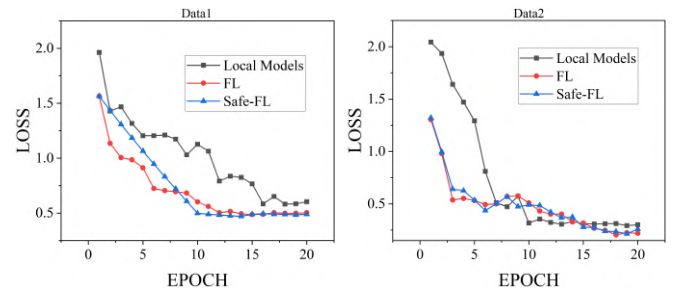 Data1
Data2
2.0
1.5
1.0
0.5
LOSS
Local Models
FL
Safe-FL
0 5 10 15 20
EPOCH
2.0
1.5
1.0
0.5
LOSS
Local Models
FL
Safe-FL
0 5 10 15 20
EPOCH